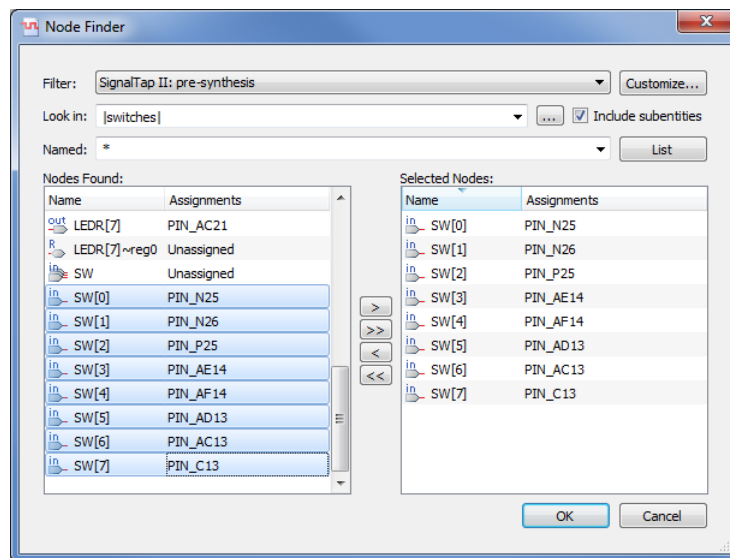 Node Finder
Filter: SignalTap II: pre-synthesis Customize...
Look in: |switches| ... Include subentities
Named: * List
Nodes Found: Selected Nodes:
Name Assignments Name Assignments
out LEDR[7] PIN_AC21 in SW[0] PIN_N25
R LEDR[7]~reg0 Unassigned in SW[1] PIN_N26
in SW Unassigned in SW[2] PIN_P25
in SW[0] PIN_N25 in SW[3] PIN_AE14
in SW[1] PIN_N26 > in SW[4] PIN_AF14
in SW[2] PIN_P25 >> in SW[5] PIN_AD13
in SW[3] PIN_AE14 < in SW[6] PIN_AC13
in SW[4] PIN_AF14 << in SW[7] PIN_C13
in SW[5] PIN_AD13
in SW[6] PIN_AC13
in SW[7] PIN_C13
OK Cancel